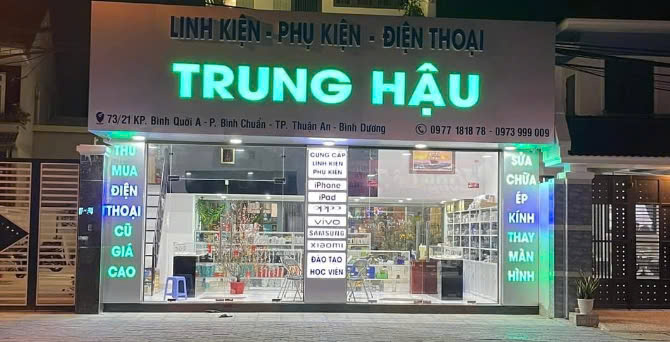 LINH KIỆN - PHỤ KIỆN - ĐIỆN THOẠI
TRUNG HẬU
73/21 KP. Bình Quới A - P. Bình Chuẩn - TP. Thuận An - Bình Dương
0977 1818 78 - 0973 999 009
THU
MUA
ĐIỆN
THOẠI
CŨ
GIÁ
CAO
CUNG CẤP
LINH KIỆN
PHỤ KIỆN
iPhone
iPad
oppo
vivo
SAMSUNG
XIAOMI
ĐÀO TẠO
HỌC VIÊN
SỬA
CHỮA
ÉP
KÍNH
THAY
MÀN
HÌNH